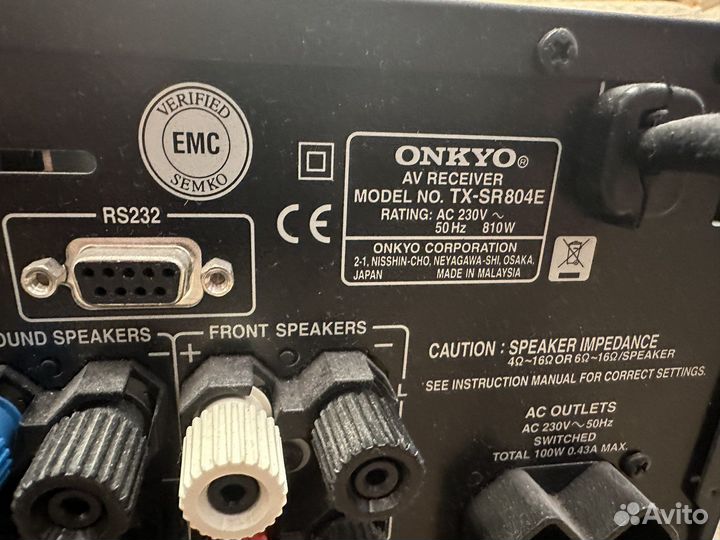 VERIFIED
EMC
SEMKO
ONKYO®
AV RECEIVER
MODEL NO. TX-SR804E
RATING: AC 230V ~
50 Hz 810W
ONKYO CORPORATION
2-1, NISSHIN-CHO, NEYAGAWA-SHI, OSAKA,
JAPAN MADE IN MALAYSIA
RS232
CE
OUND SPEAKERS
FRONT SPEAKERS
+ −
−
+
CAUTION : SPEAKER IMPEDANCE
4Ω~16Ω OR 6Ω~16Ω/SPEAKER
SEE INSTRUCTION MANUAL FOR CORRECT SETTINGS.
AC OUTLETS
AC 230V~50Hz
SWITCHED
TOTAL 100W 0.43A MAX.
Avito